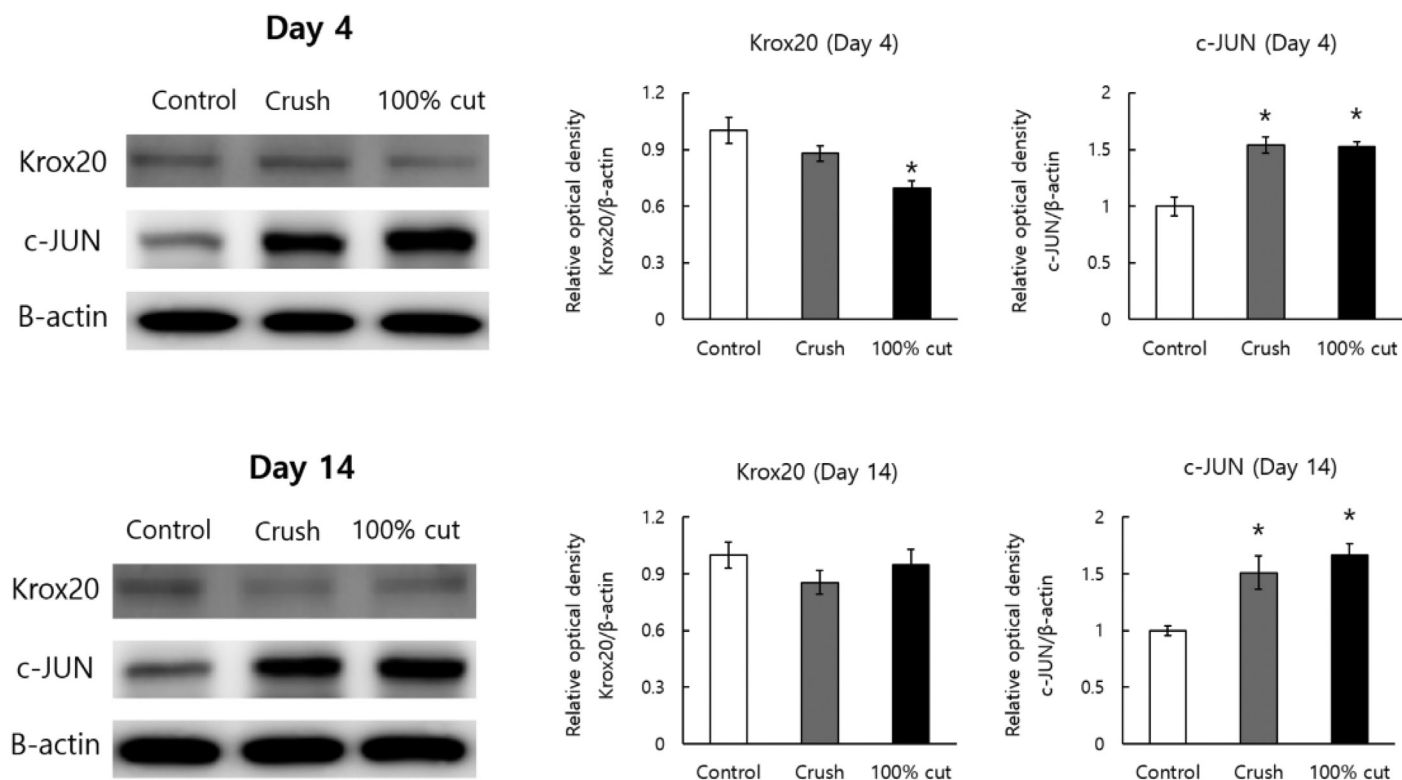 Day 4
Control Crush 100% cut
Krox20
c-JUN
B-actin
Krox20 (Day 4)
Relative optical density
Krox20/β-actin
1.2
0.9
0.6
0.3
0
*
Control Crush 100% cut
c-JUN (Day 4)
Relative optical density
c-JUN/β-actin
2
1.5
1
0.5
0
* *
Control Crush 100% cut
Day 14
Control Crush 100% cut
Krox20
c-JUN
B-actin
Krox20 (Day 14)
Relative optical density
Krox20/β-actin
1.2
0.9
0.6
0.3
0
Control Crush 100% cut
c-JUN (Day 14)
Relative optical density
c-JUN/β-actin
2
1.5
1
0.5
0
* *
Control Crush 100% cut